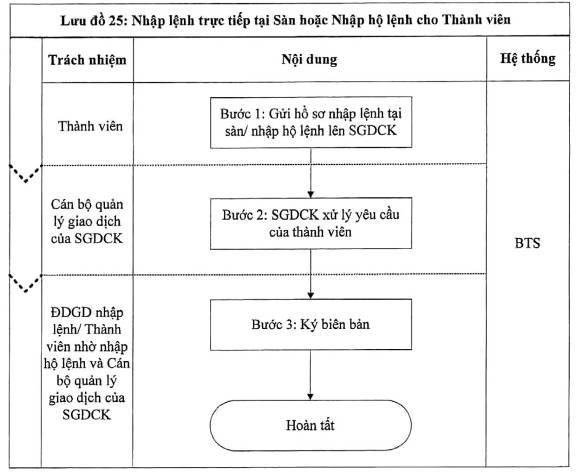 Lưu đồ 25: Nhập lệnh trực tiếp tại Sàn hoặc Nhập hộ lệnh cho Thành viên
Trách nhiệm
Nội dung
Hệ thống
Thành viên
Bước 1: Gửi hồ sơ nhập lệnh tại
sàn/ nhập hộ lệnh lên SGDCK
Cán bộ quản
lý giao dịch
của SGDCK
Bước 2: SGDCK xử lý yêu cầu
của thành viên
BTS
ĐDGD nhập
lệnh/ Thành
viên nhờ nhập
hộ lệnh và Cán
bộ quản lý
giao dịch của
SGDCK
Bước 3: Ký biên bản
Hoàn tất